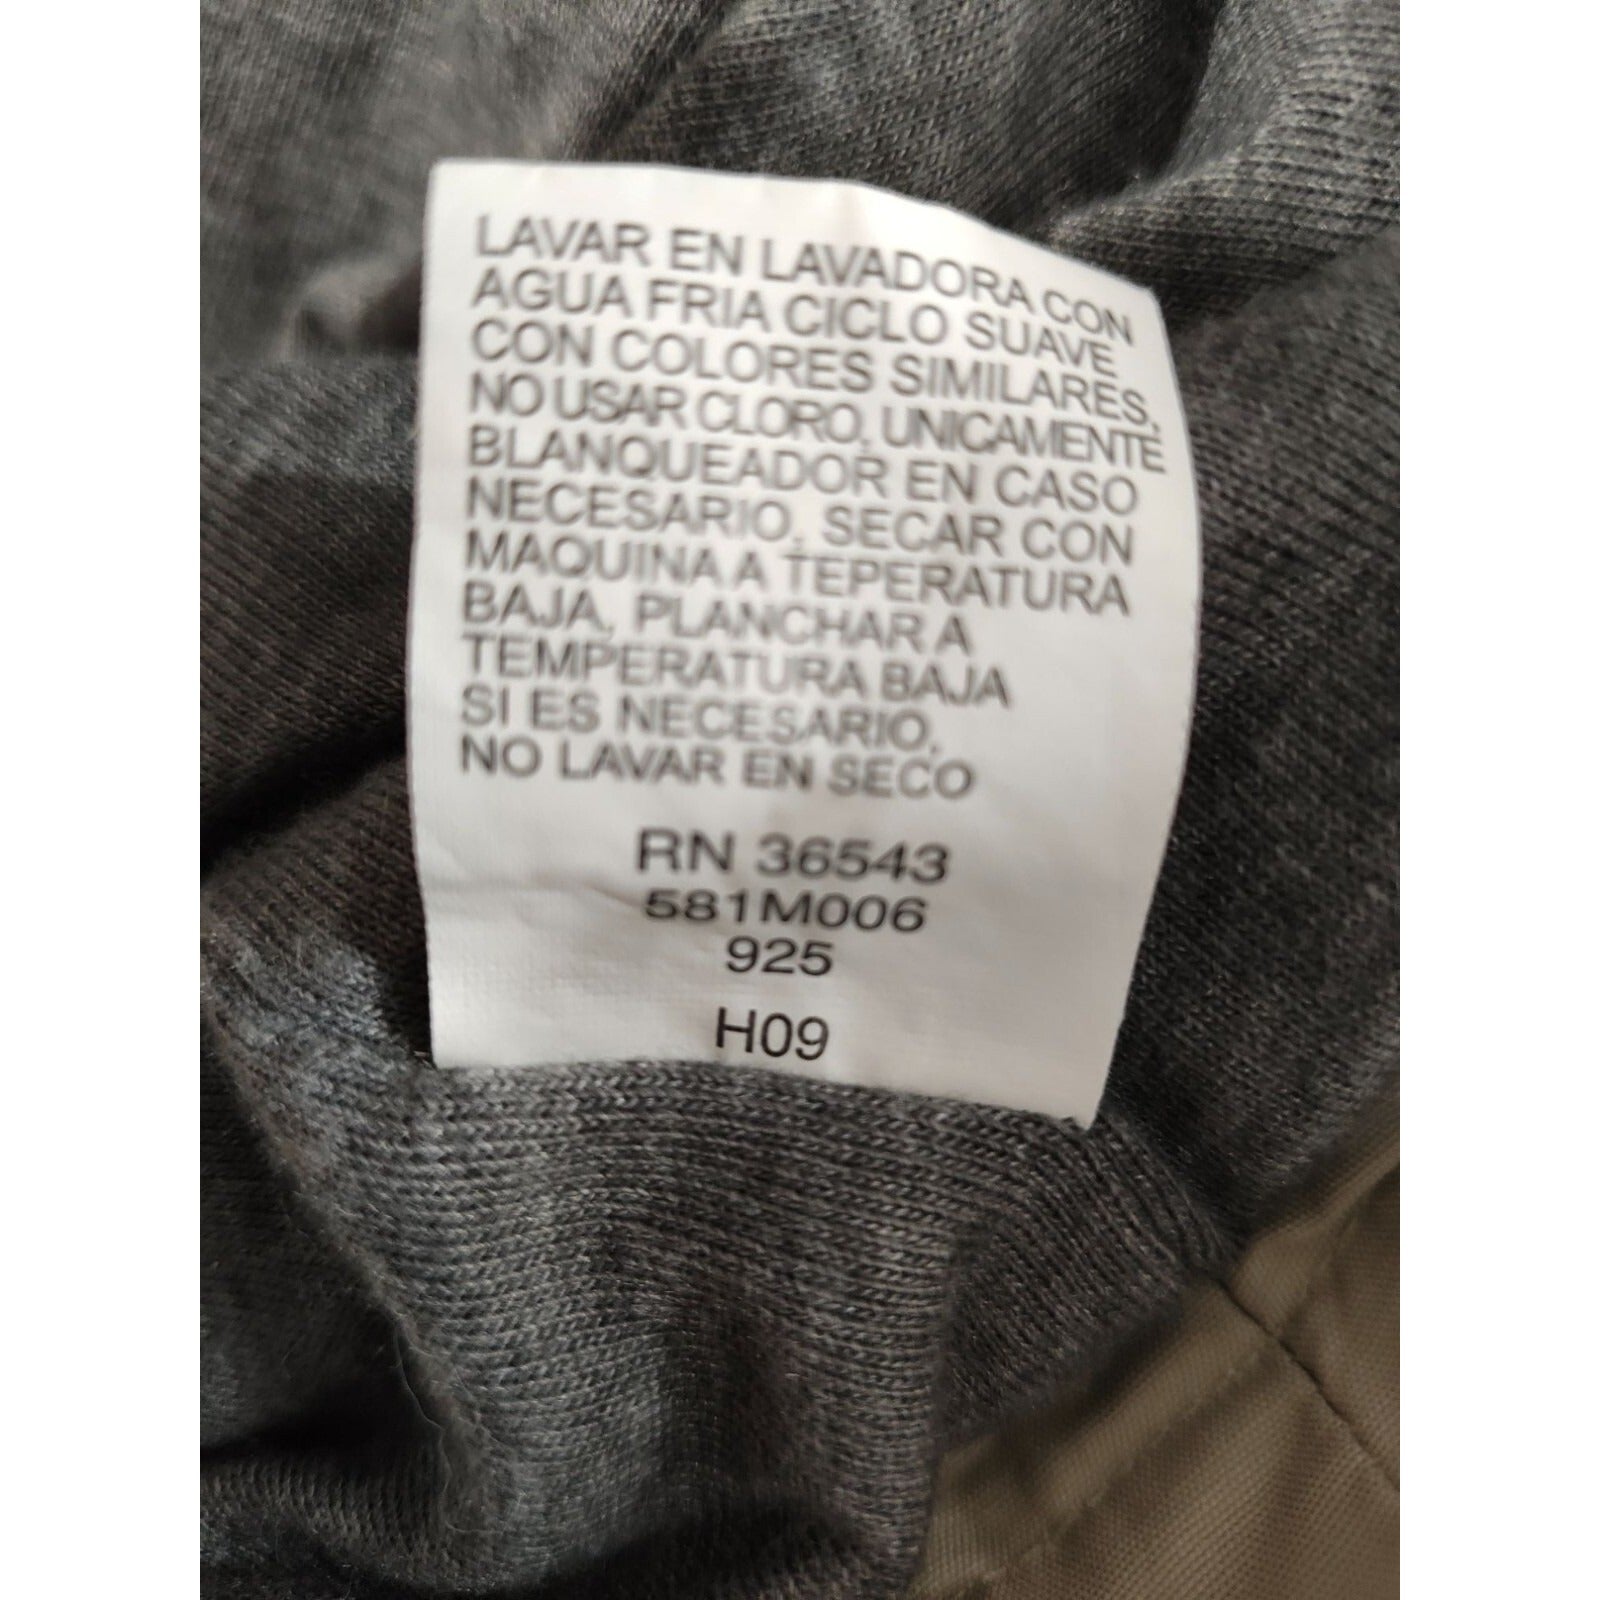 LAVAR EN LAVADORA CON
AGUA FRIA CICLO SUAVE
CON COLORES SIMILARES,
NO USAR CLORO, UNICAMENTE
BLANQUEADOR EN CASO
NECESARIO, SECAR CON
MAQUINA A TEPERATURA
BAJA, PLANCHAR A
TEMPERATURA BAJA
SI ES NECESARIO,
NO LAVAR EN SECO
RN 36543
581M006
925
H09